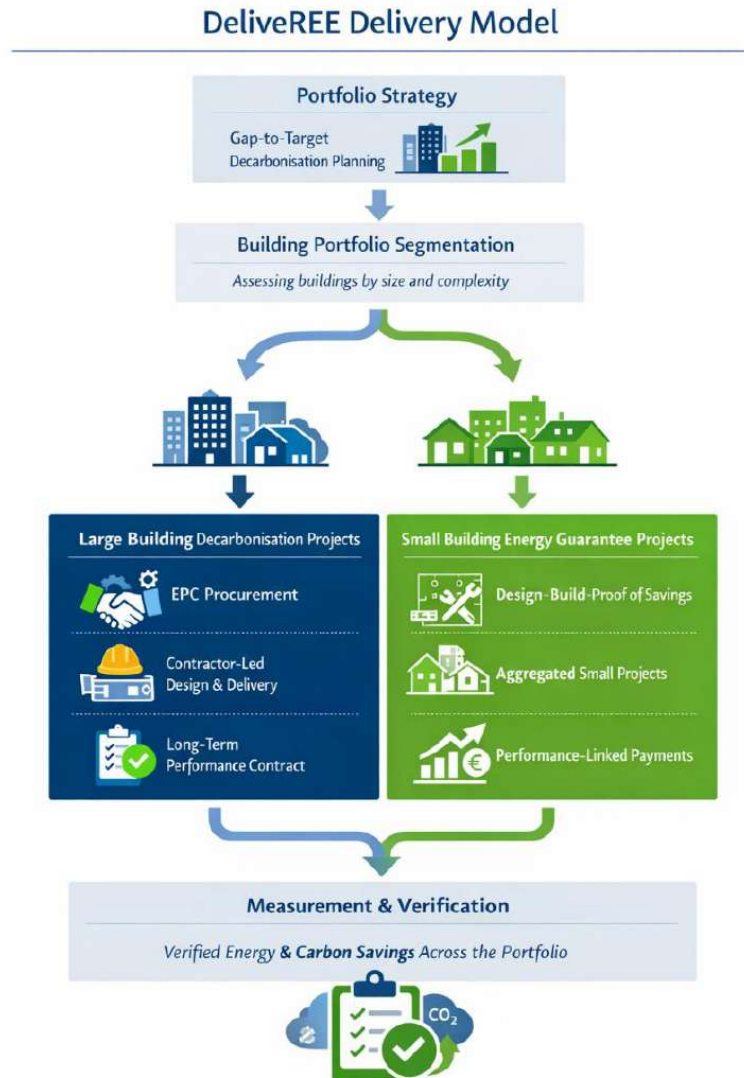 DeliveREE Delivery Model
Portfolio Strategy
Gap-to-Target
Decarbonisation Planning
Building Portfolio Segmentation
Assessing buildings by size and complexity
Large Building Decarbonisation Projects
EPC Procurement
Contractor-Led
Design & Delivery
Long-Term
Performance Contract
Small Building Energy Guarantee Projects
Design-Build-Proof of Savings
Aggregated Small Projects
€
Performance-Linked Payments
Measurement & Verification
Verified Energy & Carbon Savings Across the Portfolio
CO2